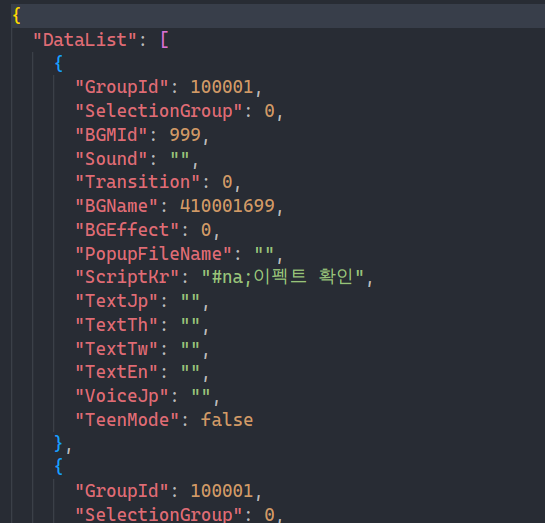 {
"DataList": [
{
"GroupId": 100001,
"SelectionGroup": 0,
"BGMId": 999,
"Sound": "",
"Transition": 0,
"BGName": 410001699,
"BGEffect": 0,
"PopupFileName": "",
"ScriptKr": "#na;이펙트 확인",
"TextJp": "",
"TextTh": "",
"TextTw": "",
"TextEn": "",
"VoiceJp": "",
"TeenMode": false
},
{
"GroupId": 100001,
"SelectionGroup": 0,